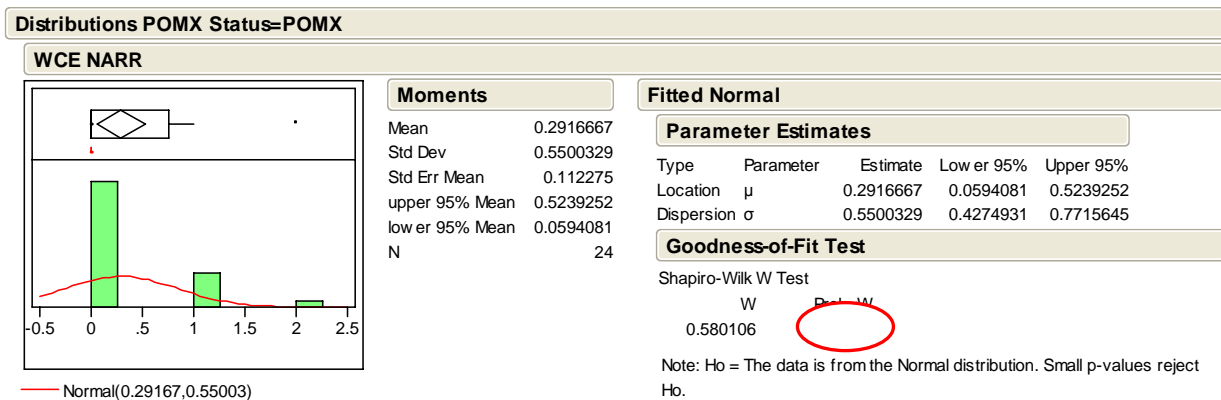 Distributions POMX Status=POMX
WCE NARR
-0.5 0 .5 1 1.5 2 2.5
Normal(0.29167,0.55003)
Moments
Mean 0.2916667
Std Dev 0.5500329
Std Err Mean 0.112275
upper 95% Mean 0.5239252
lower 95% Mean 0.0594081
N 24
Fitted Normal
Parameter Estimates
Type Parameter Estimate Lower 95% Upper 95%
Location μ 0.2916667 0.0594081 0.5239252
Dispersion σ 0.5500329 0.4274931 0.7715645
Goodness-of-Fit Test
Shapiro-Wilk W Test
W
0.580106
Note: Ho = The data is from the Normal distribution. Small p-values reject
Ho.